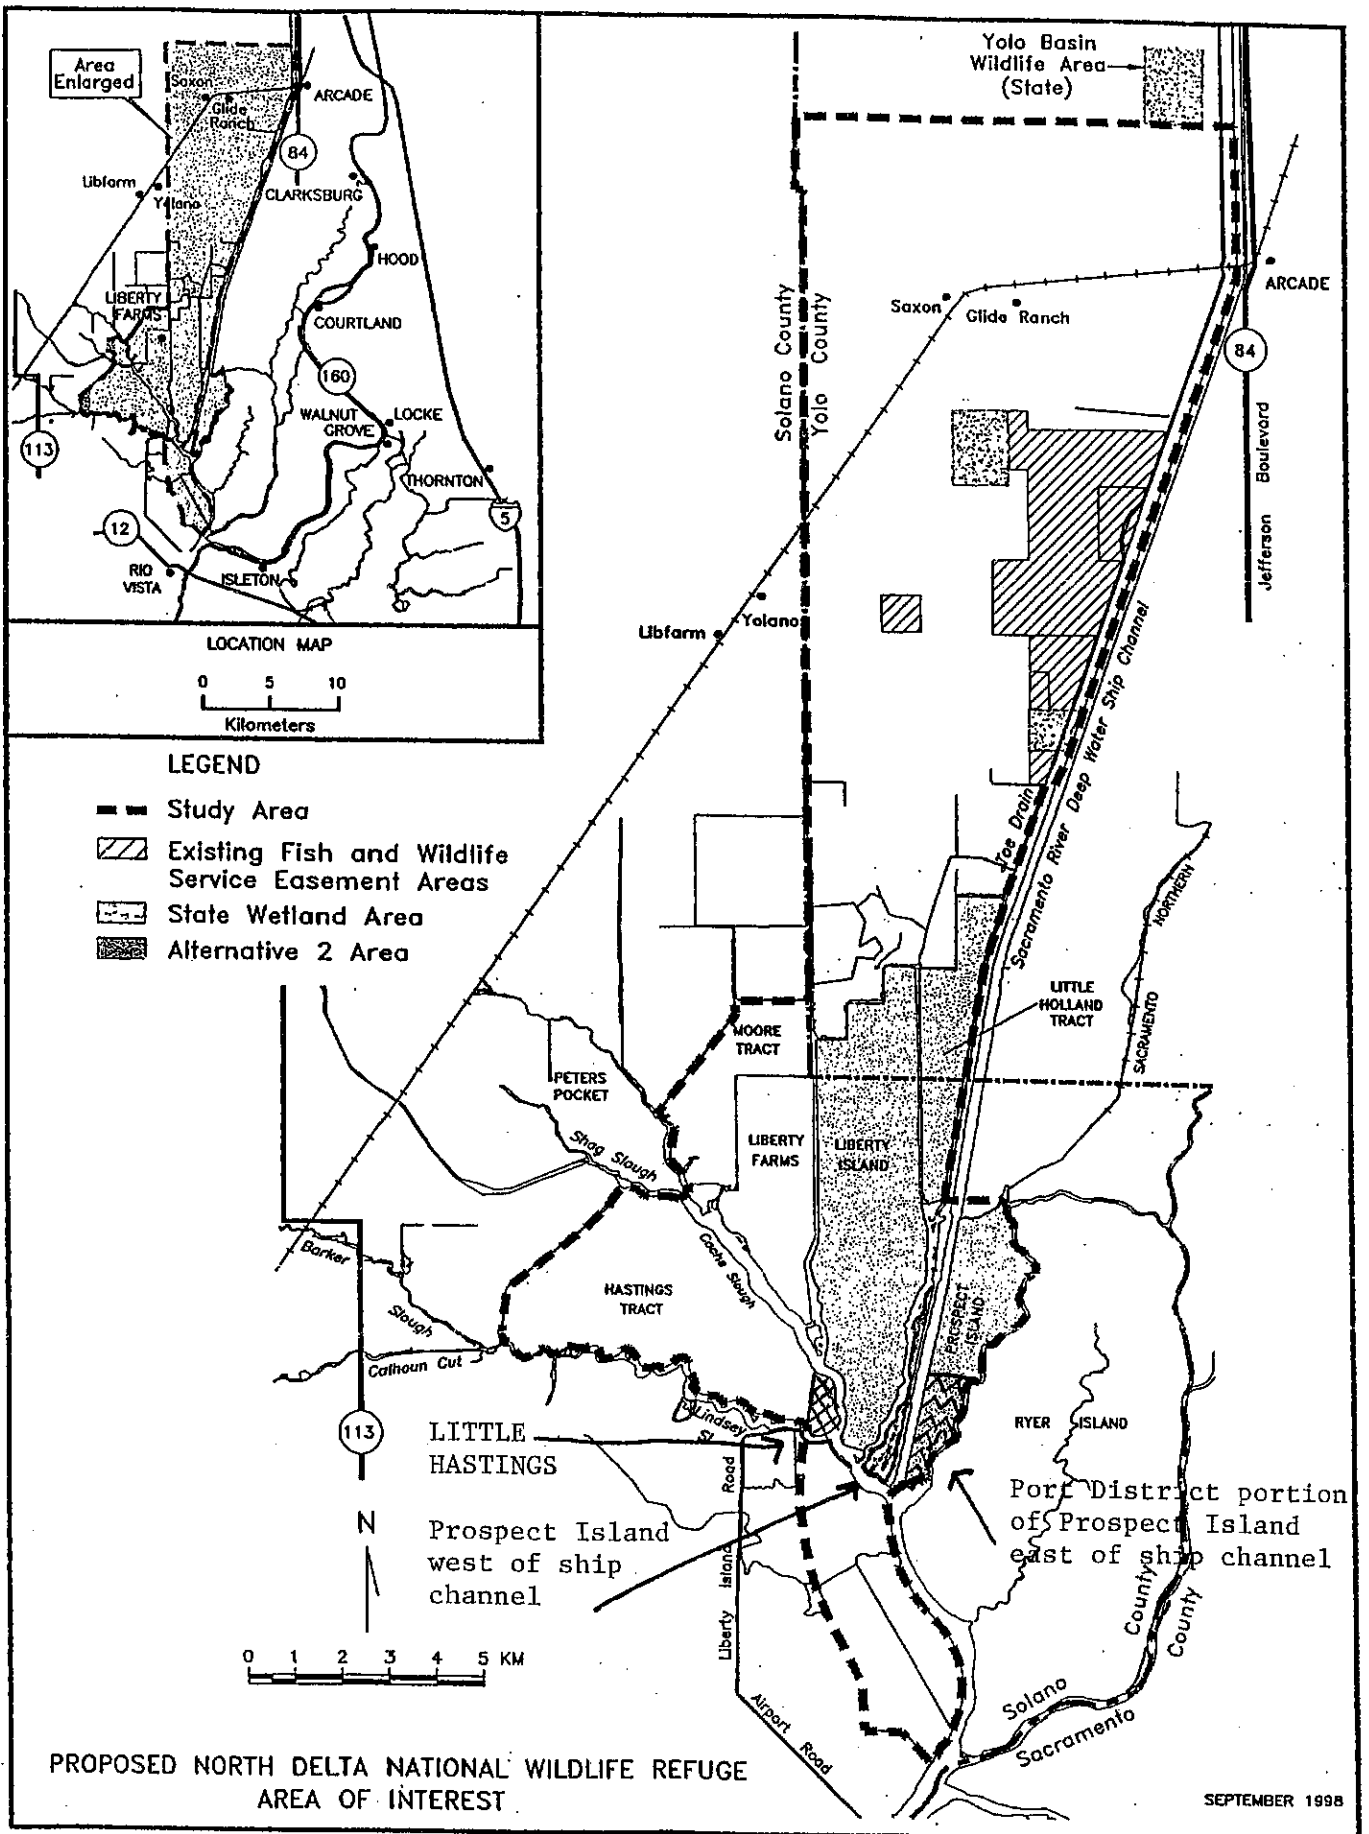 Area
Enlarged
Saxon
Glide
Ranch
ARCADE
84
Libfarm
Yolano
CLARKSBURG
HOOD
LIBERTY
FARMS
COURTLAND
160
WALNUT
GROVE
LOCKE
113
THORNTON
5
12
RIO
VISTA
ISLETON
LOCATION MAP
0 5 10
Kilometers
Yolo Basin
Wildlife Area
(State)
Solano County
Yolo County
Saxon
Glide Ranch
ARCADE
84
Jefferson Boulevard
Yolano
Libfarm
Toe Drain
Sacramento River Deep Water Ship Channel
LEGEND
Study Area
Existing Fish and Wildlife
Service Easement Areas
State Wetland Area
Alternative 2 Area
NORTHERN
SACRAMENTO
LITTLE
HOLLAND
TRACT
MOORE
TRACT
PETERS
POCKET
Shag Slough
LIBERTY
FARMS
LIBERTY
ISLAND
Barker
Slough
Cache Slough
HASTINGS
TRACT
PROSPECT
ISLAND
Calhoun Cut
Lindsey
Sl
RYER ISLAND
113
LITTLE
HASTINGS
Prospect Island
west of ship
channel
Port District portion
of Prospect Island
east of ship channel
N
Liberty Island Road
Airport Road
County
County
Solano
Sacramento
0 1 2 3 4 5 KM
PROPOSED NORTH DELTA NATIONAL WILDLIFE REFUGE
AREA OF INTEREST
SEPTEMBER 1998